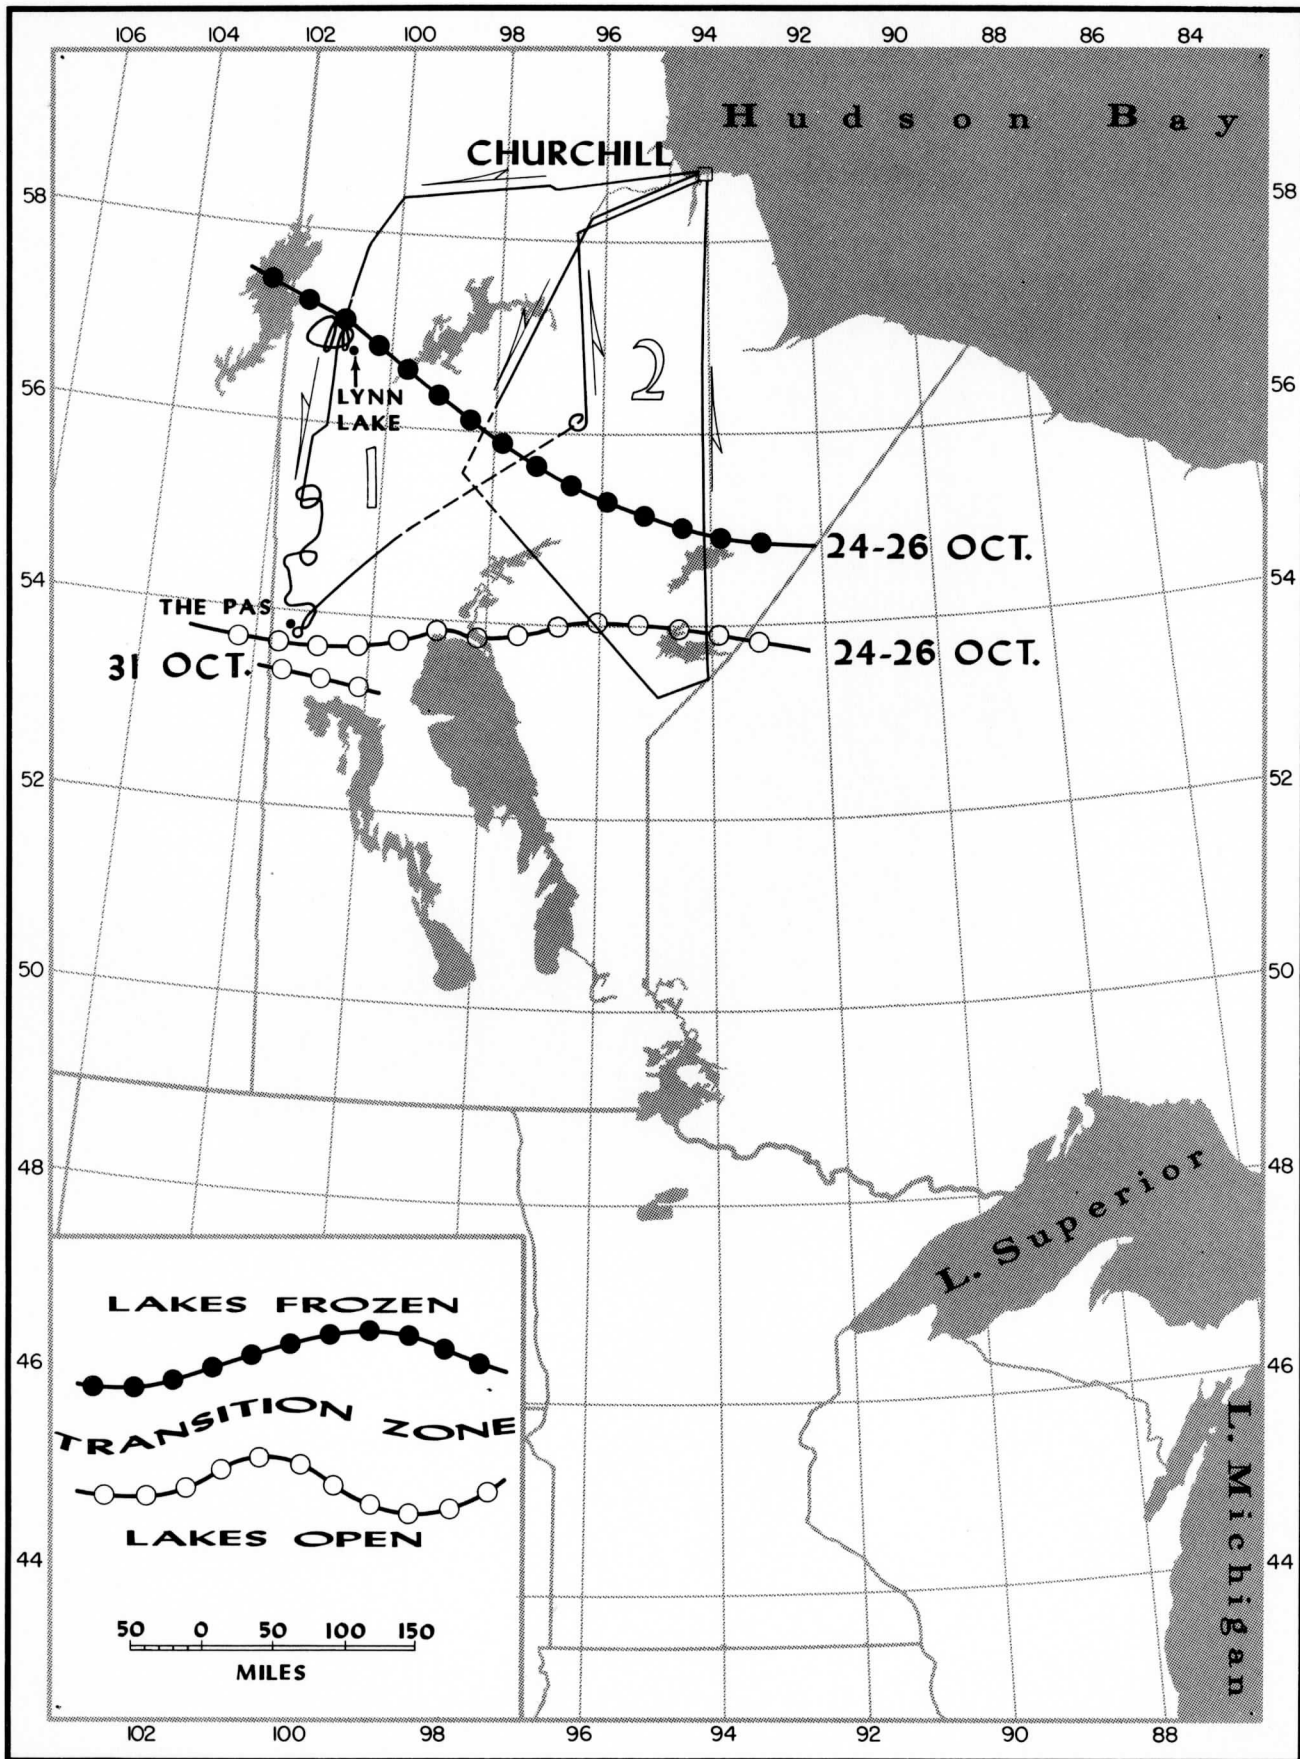 106 104 102 100 98 96 94 92 90 88 86 84
Hudson Bay
CHURCHILL
58 58
2
56 56
LYNN
LAKE
1
24-26 OCT.
54 54
THE PAS
24-26 OCT.
31 OCT.
52 52
50 50
48 48
L. Superior
LAKES FROZEN
46 46
TRANSITION ZONE
L. Michigan
LAKES OPEN
44 44
50 0 50 100 150
MILES
102 100 98 96 94 92 90 88